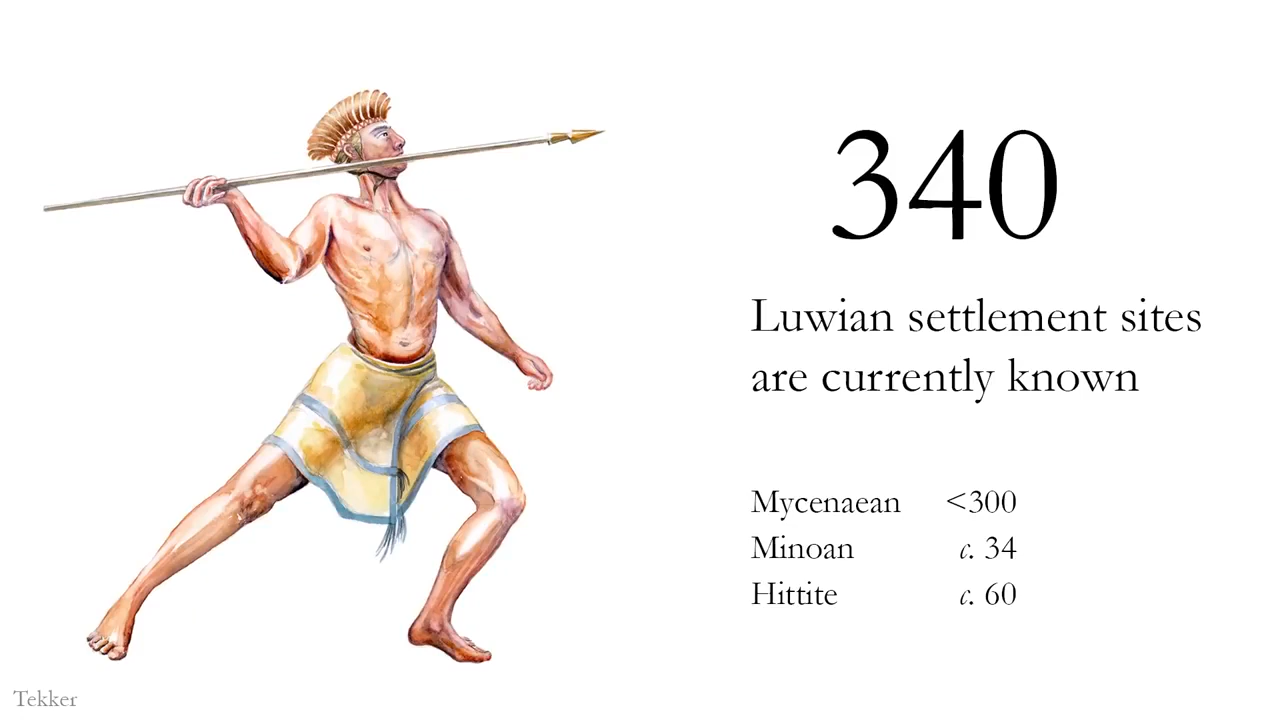 340
Luwian settlement sites
are currently known
Mycenaean <300
Minoan c. 34
Hittite c. 60
Tekker